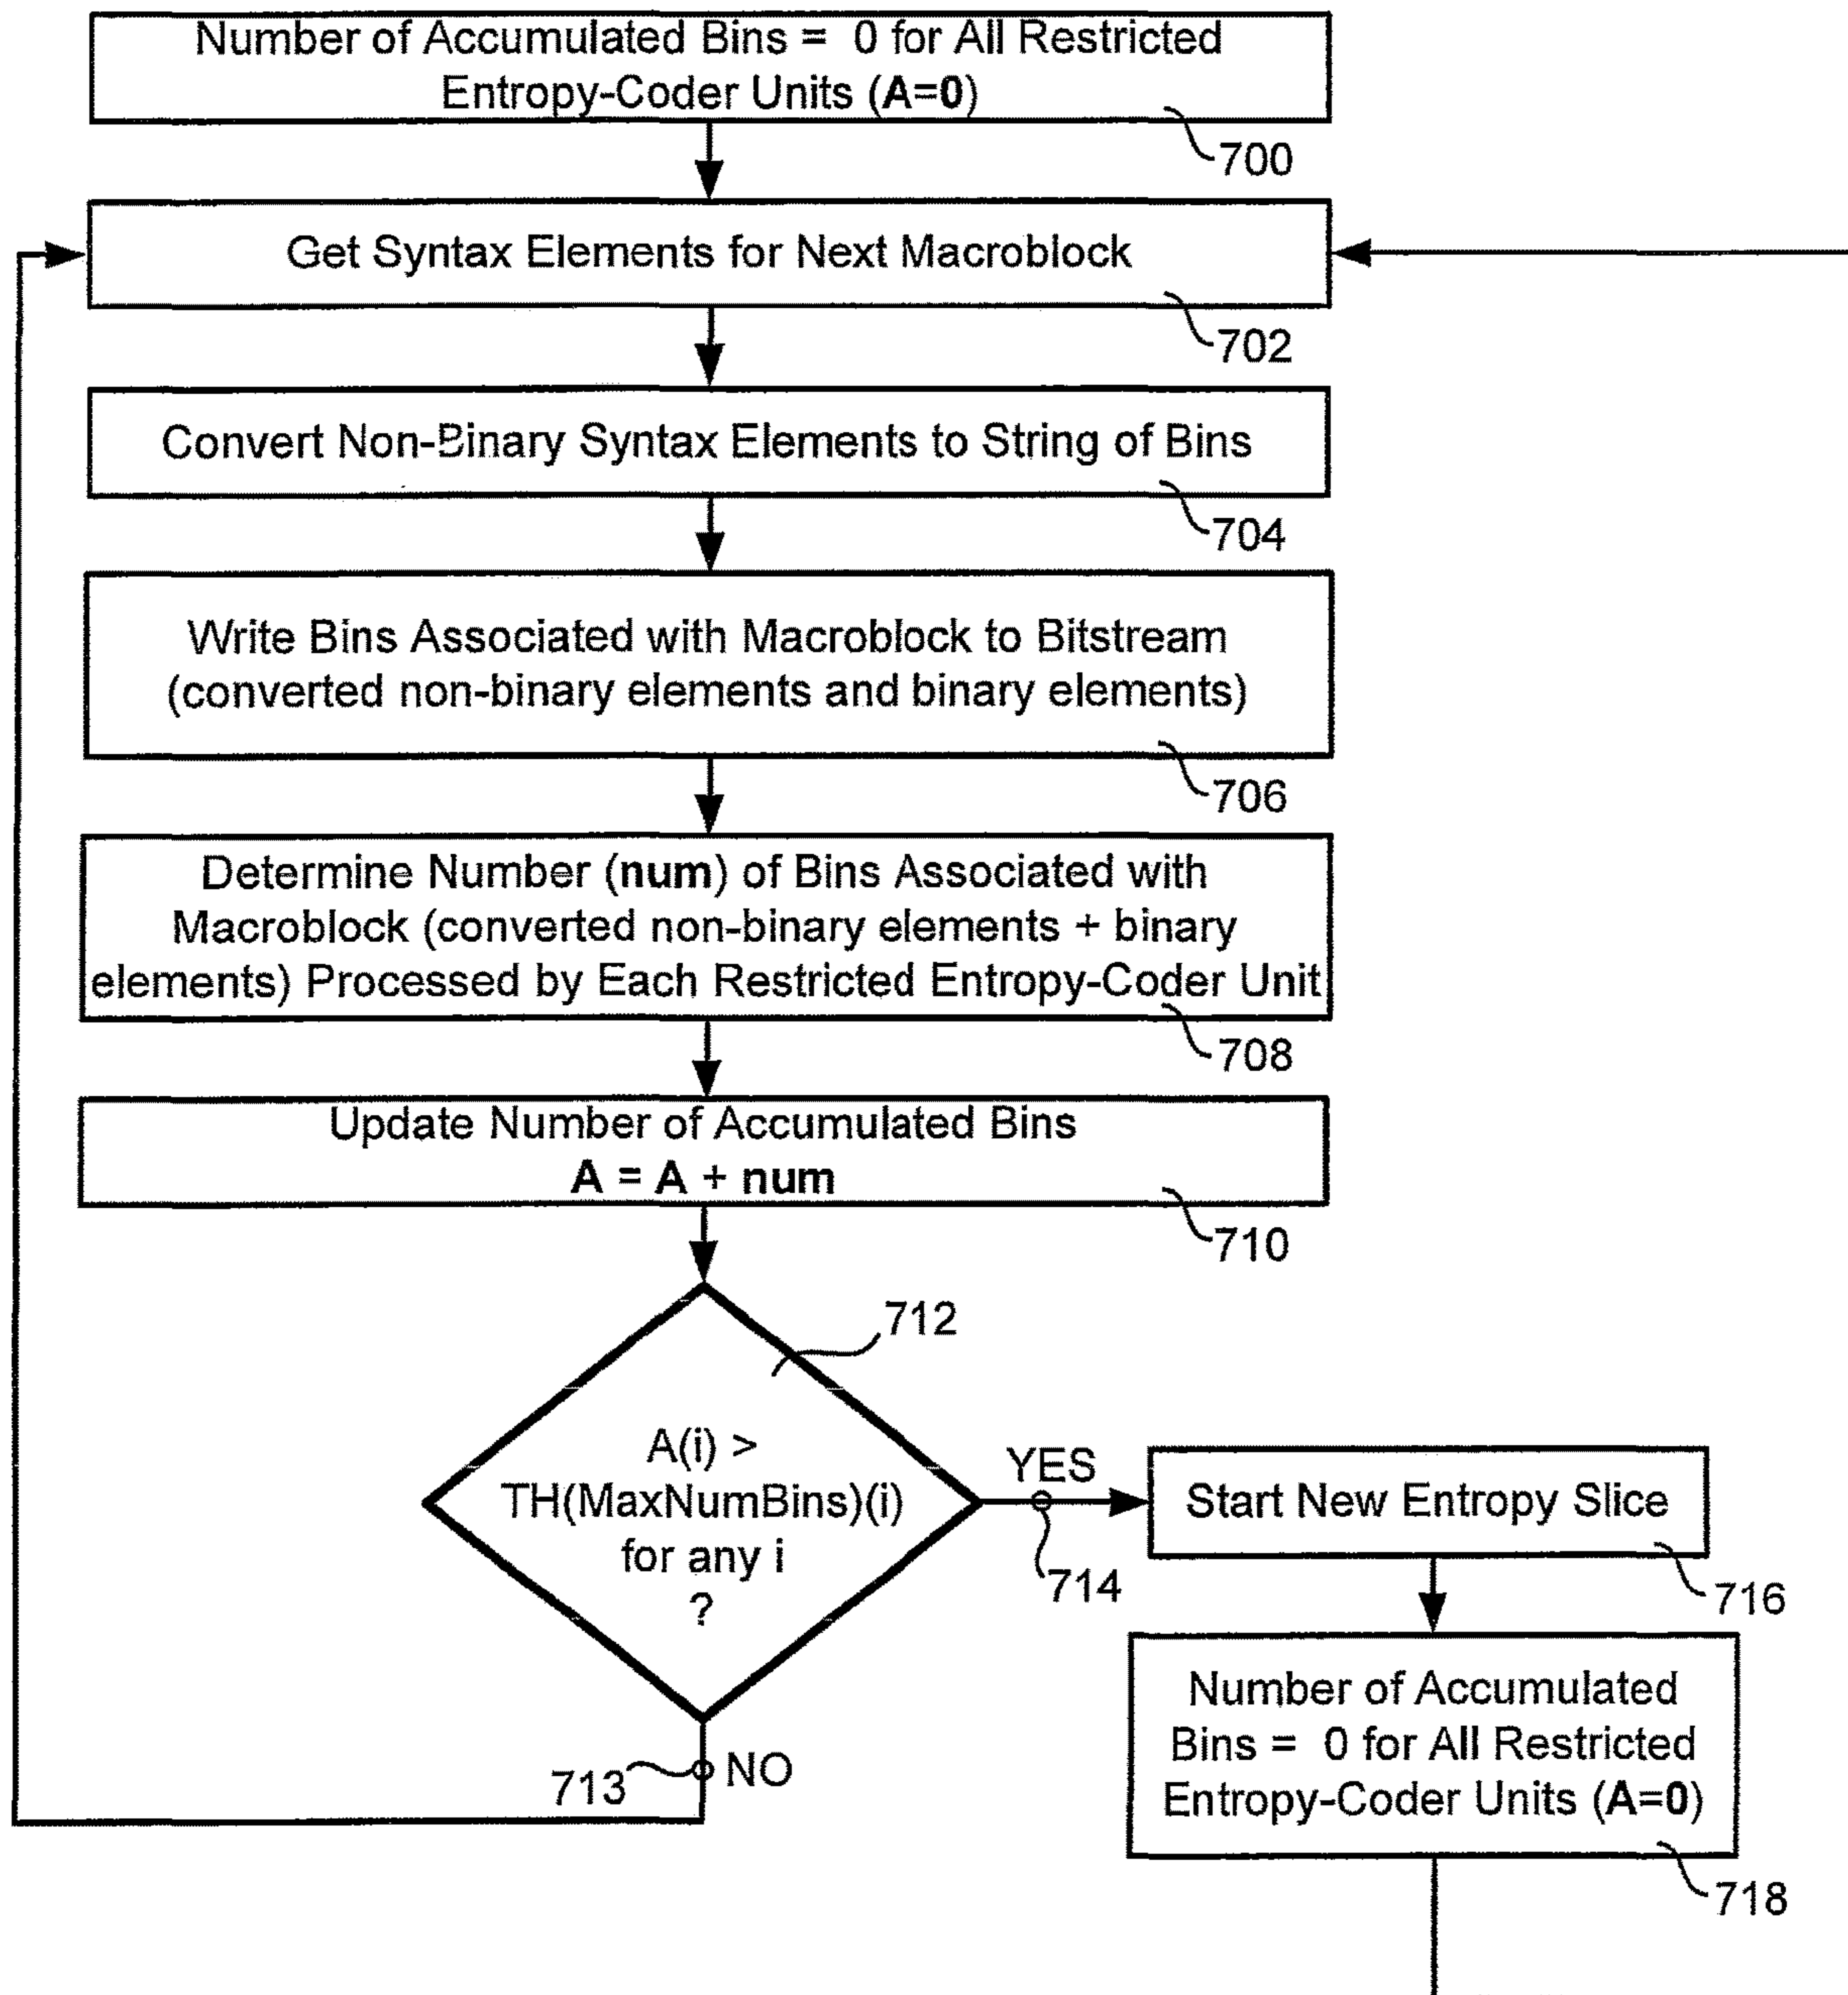 Number of Accumulated Bins = 0 for All Restricted
Entropy-Coder Units (A=0)
700
Get Syntax Elements for Next Macroblock
702
Convert Non-Binary Syntax Elements to String of Bins
704
Write Bins Associated with Macroblock to Bitstream
(converted non-binary elements and binary elements)
706
Determine Number (num) of Bins Associated with
Macroblock (converted non-binary elements + binary
elements) Processed by Each Restricted Entropy-Coder Unit
708
Update Number of Accumulated Bins
A = A + num
710
712
A(i) >
TH(MaxNumBins)(i)
for any i
?
YES
714
Start New Entropy Slice
716
Number of Accumulated
Bins = 0 for All Restricted
Entropy-Coder Units (A=0)
718
713
NO